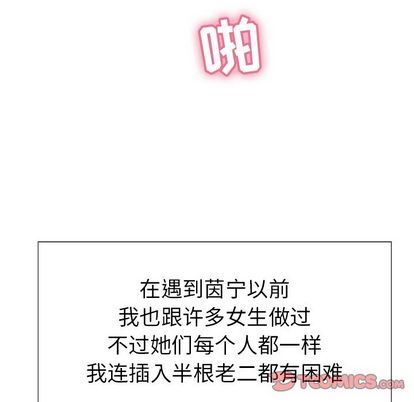 啪
在遇到茵宁以前
我也跟许多女生做过
不过她们每个人都一样
我连插入半根老二都有困难
TOOMICS.COM